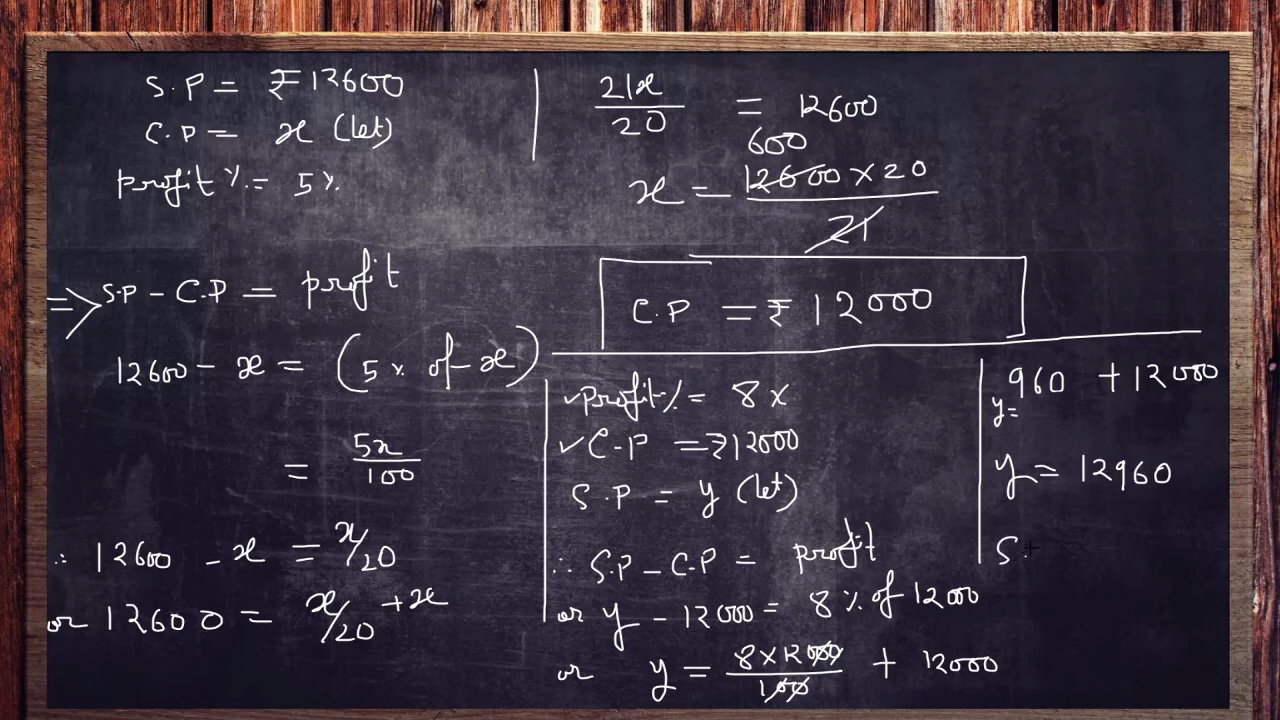 S.P = ₹12600
C.P = x (let)
profit % = 5%
=> S.P - C.P = profit
12600 - x = (5% of x)
= 5x/100
∴ 12600 - x = x/20
or 12600 = x/20 + x
21x/20 = 12600
600
x = 12600 × 20/21
C.P = ₹12000
✓ profit % = 8%
✓ C.P = ₹12000
S.P = y (let)
∴ S.P - C.P = profit
or y - 12000 = 8% of 12000
or y = 8×12000/100 + 12000
y = 960 + 12000
y = 12960
S.